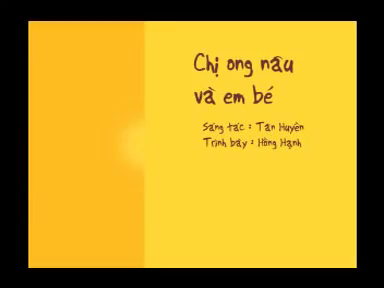 Chị ong nâu
và em bé
Sáng tác : Tân Huyền
Trình bày : Hồng Hạnh